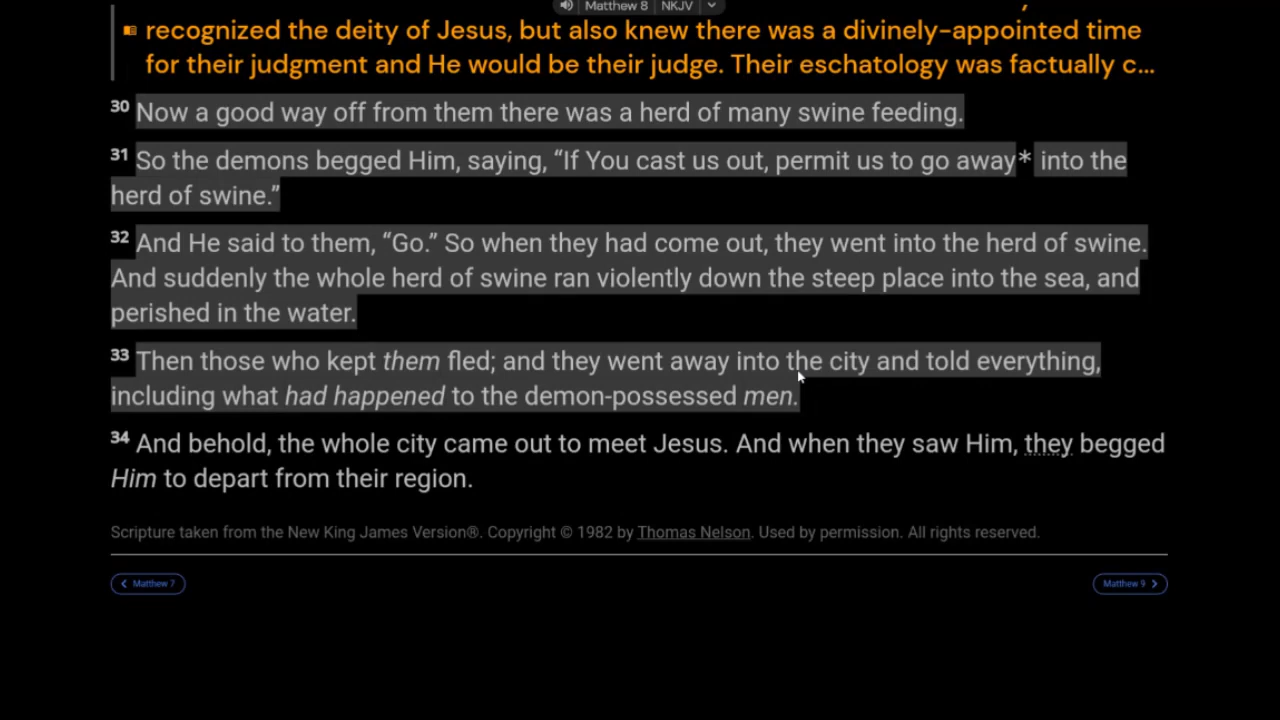 Matthew 8 NKJV
recognized the deity of Jesus, but also knew there was a divinely-appointed time
for their judgment and He would be their judge. Their eschatology was factually c...
30 Now a good way off from them there was a herd of many swine feeding.
31 So the demons begged Him, saying, “If You cast us out, permit us to go away* into the
herd of swine.”
32 And He said to them, “Go.” So when they had come out, they went into the herd of swine.
And suddenly the whole herd of swine ran violently down the steep place into the sea, and
perished in the water.
33 Then those who kept them fled; and they went away into the city and told everything,
including what had happened to the demon-possessed men.
34 And behold, the whole city came out to meet Jesus. And when they saw Him, they begged
Him to depart from their region.
Scripture taken from the New King James Version®. Copyright © 1982 by Thomas Nelson. Used by permission. All rights reserved.
Matthew 7
Matthew 9